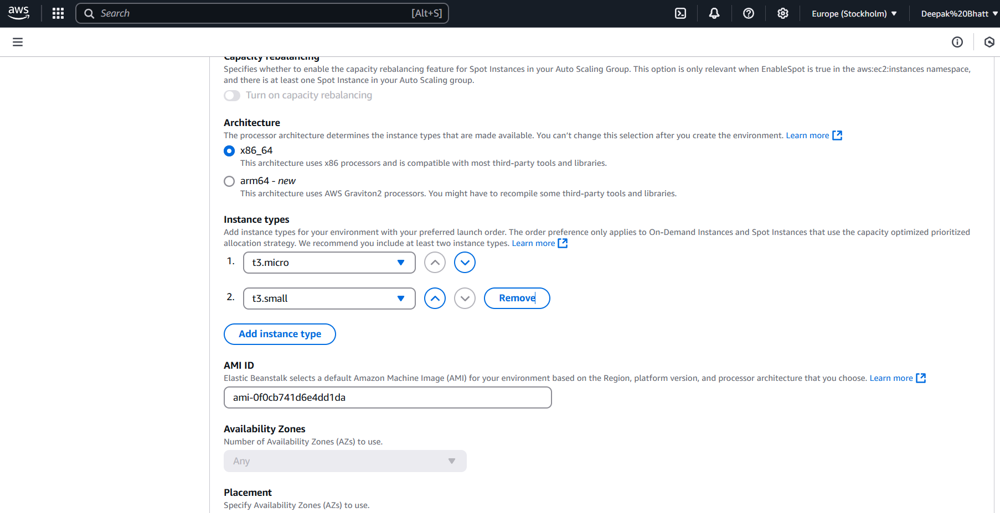 aws
Search [Alt+S]
Europe (Stockholm)
Deepak%20Bhatt
Capacity rebalancing
Specifies whether to enable the capacity rebalancing feature for Spot Instances in your Auto Scaling Group. This option is only relevant when EnableSpot is true in the aws:ec2:instances namespace,
and there is at least one Spot Instance in your Auto Scaling group.
Turn on capacity rebalancing
Architecture
The processor architecture determines the instance types that are made available. You can't change this selection after you create the environment. Learn more
x86_64
This architecture uses x86 processors and is compatible with most third-party tools and libraries.
arm64 - new
This architecture uses AWS Graviton2 processors. You might have to recompile some third-party tools and libraries.
Instance types
Add instance types for your environment with your preferred launch order. The order preference only applies to On-Demand Instances and Spot Instances that use the capacity optimized prioritized
allocation strategy. We recommend you include at least two instance types. Learn more
1. t3.micro
2. t3.small Remove
Add instance type
AMI ID
Elastic Beanstalk selects a default Amazon Machine Image (AMI) for your environment based on the Region, platform version, and processor architecture that you choose. Learn more
ami-0f0cb741d6e4dd1da
Availability Zones
Number of Availability Zones (AZs) to use.
Any
Placement
Specify Availability Zones (AZs) to use.